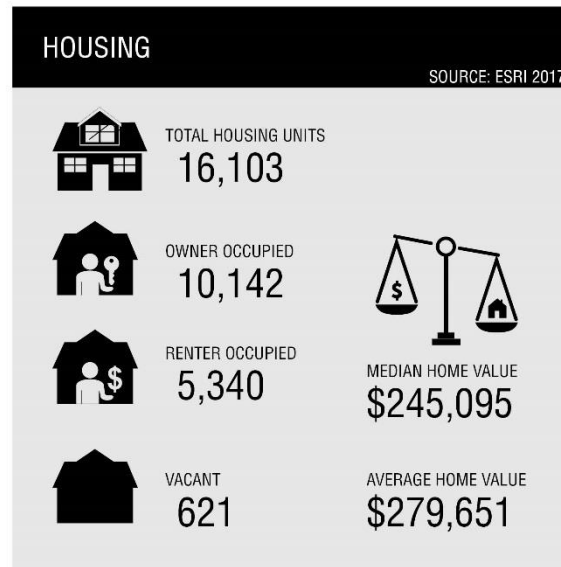 HOUSING
SOURCE: ESRI 2017
TOTAL HOUSING UNITS
16,103
OWNER OCCUPIED
10,142
$
RENTER OCCUPIED
5,340
$
MEDIAN HOME VALUE
$245,095
VACANT
621
AVERAGE HOME VALUE
$279,651